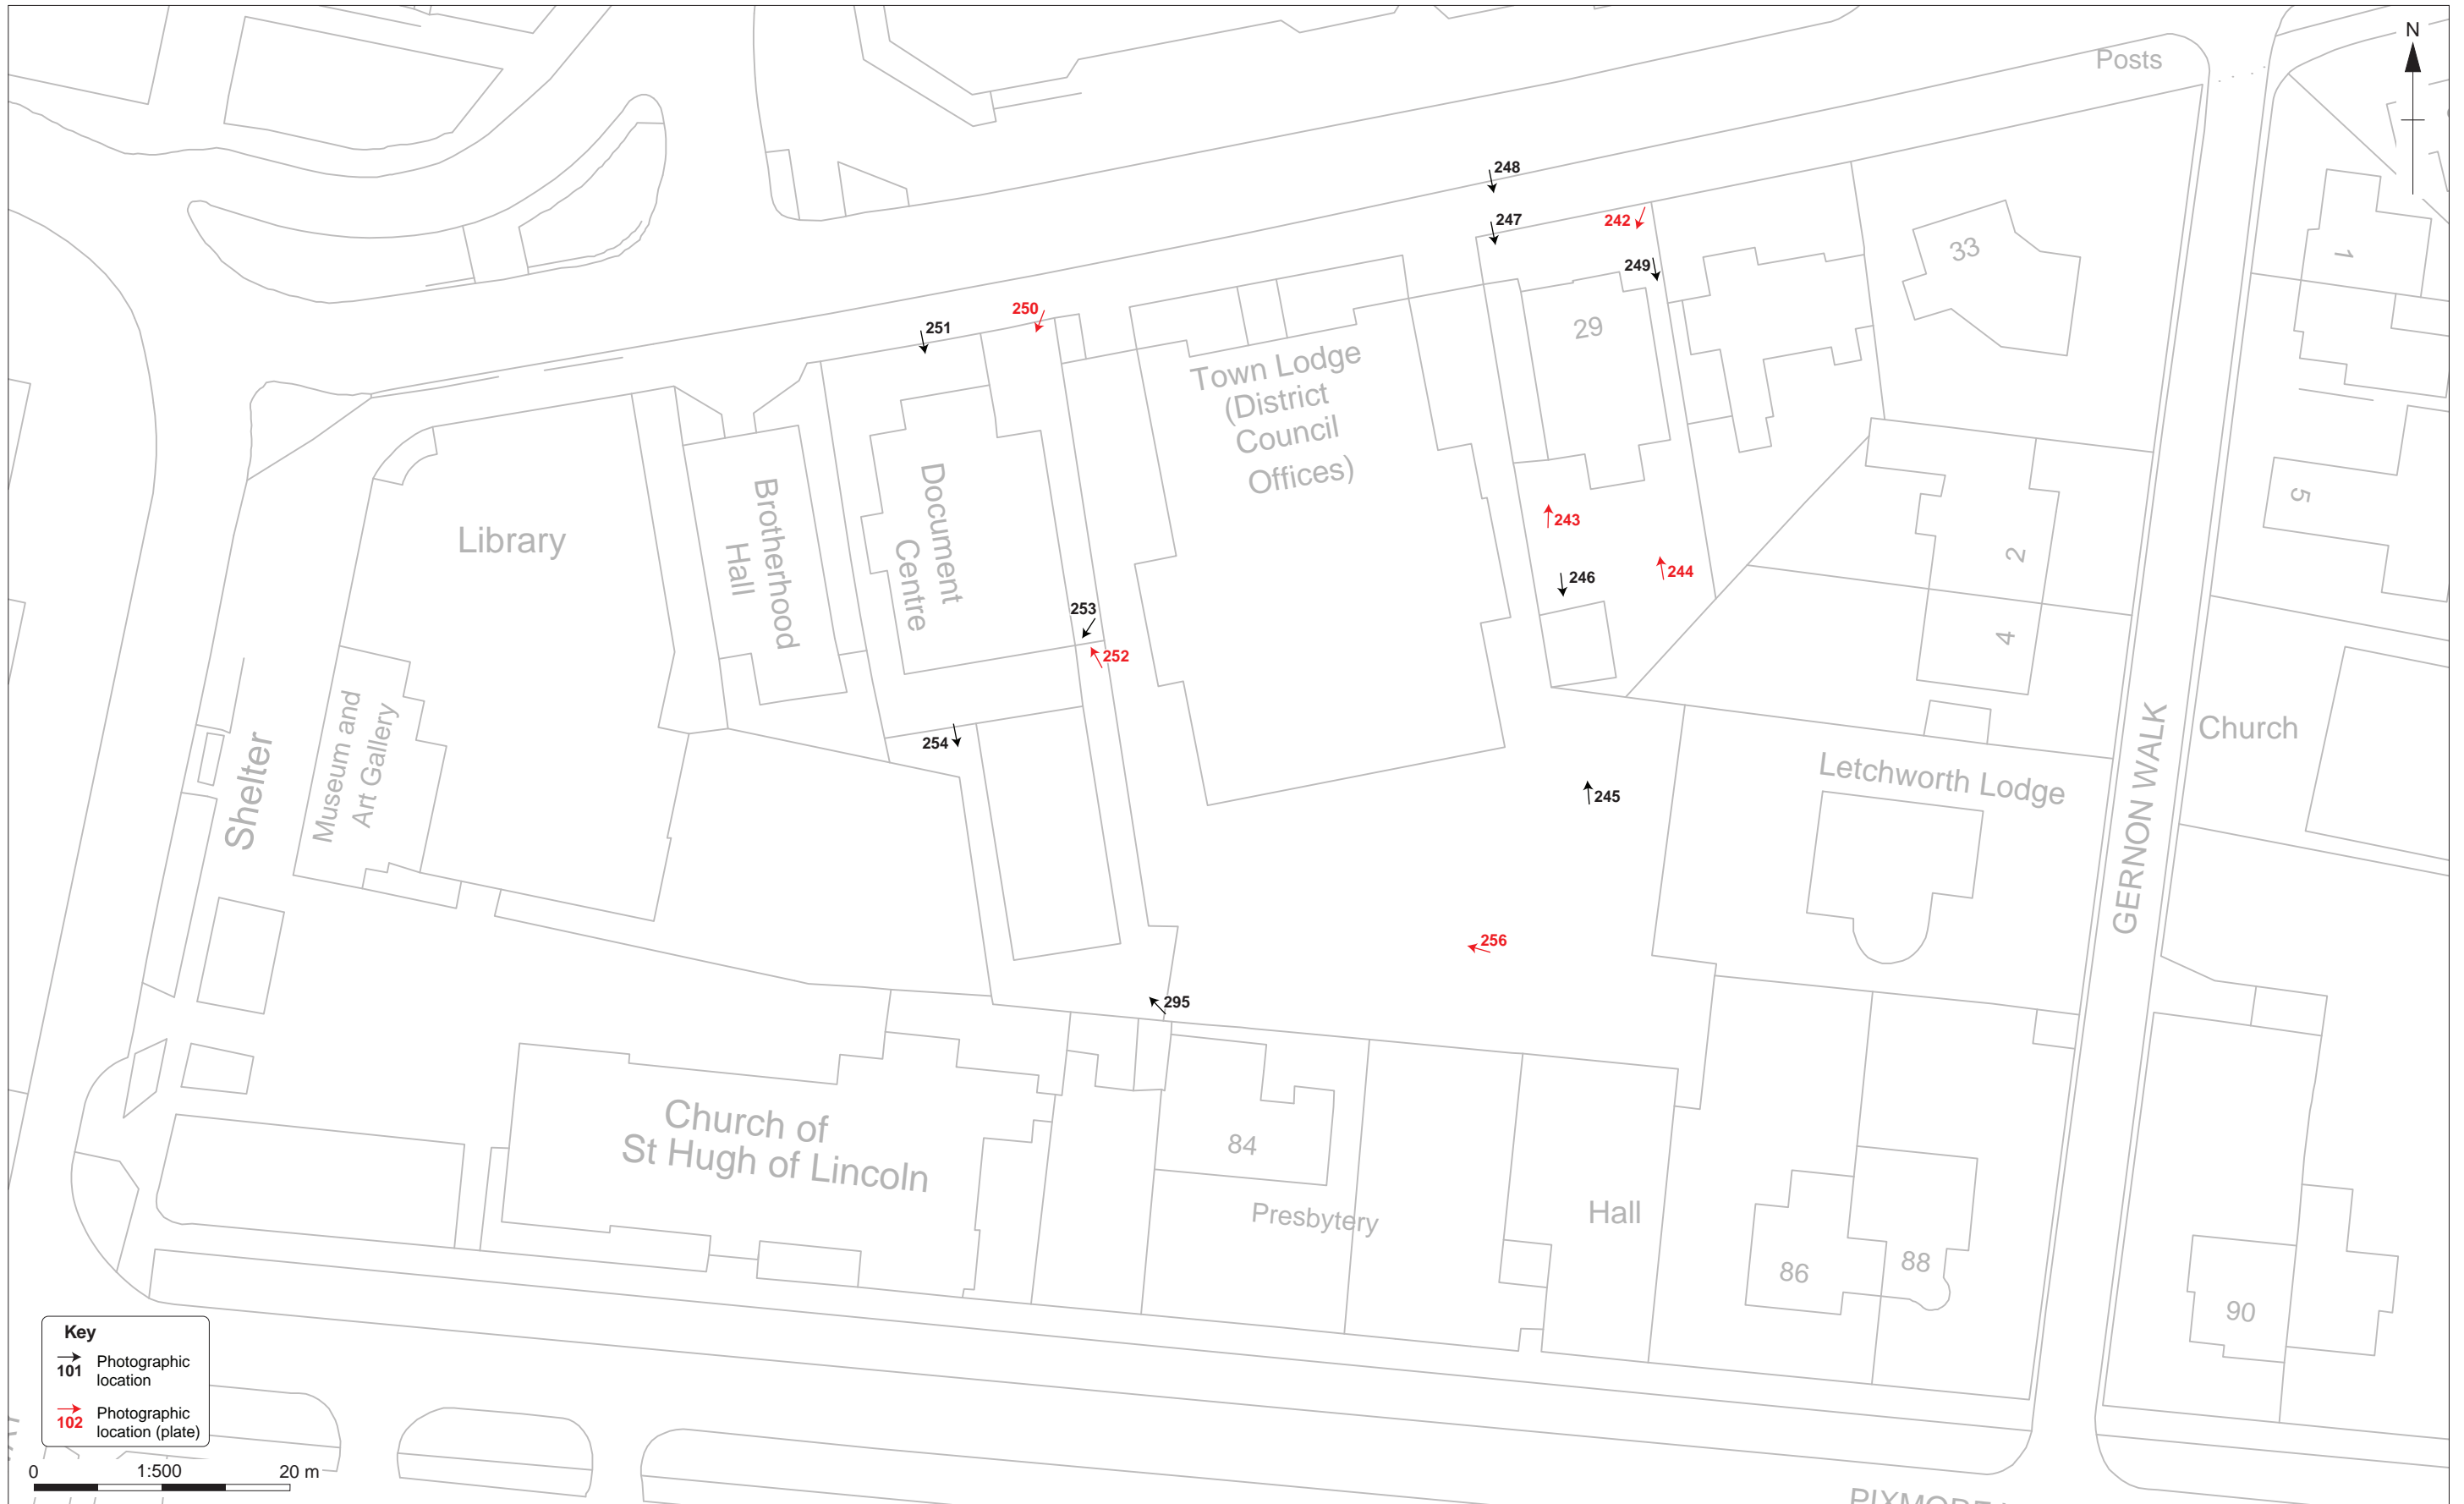 N
Posts
248
247
242
249
33
1
29
250
251
Town Lodge
(District
Council
Offices)
Document
Centre
Brotherhood
Hall
Library
5
243
244
246
2
4
253
252
Museum and
Art Gallery
Shelter
254
GERNON WALK
Church
Letchworth Lodge
245
256
295
Church of
St Hugh of Lincoln
84
Presbytery
Hall
86
88
90
Key
101
Photographic
location
102
Photographic
location (plate)
0
1:500
20 m